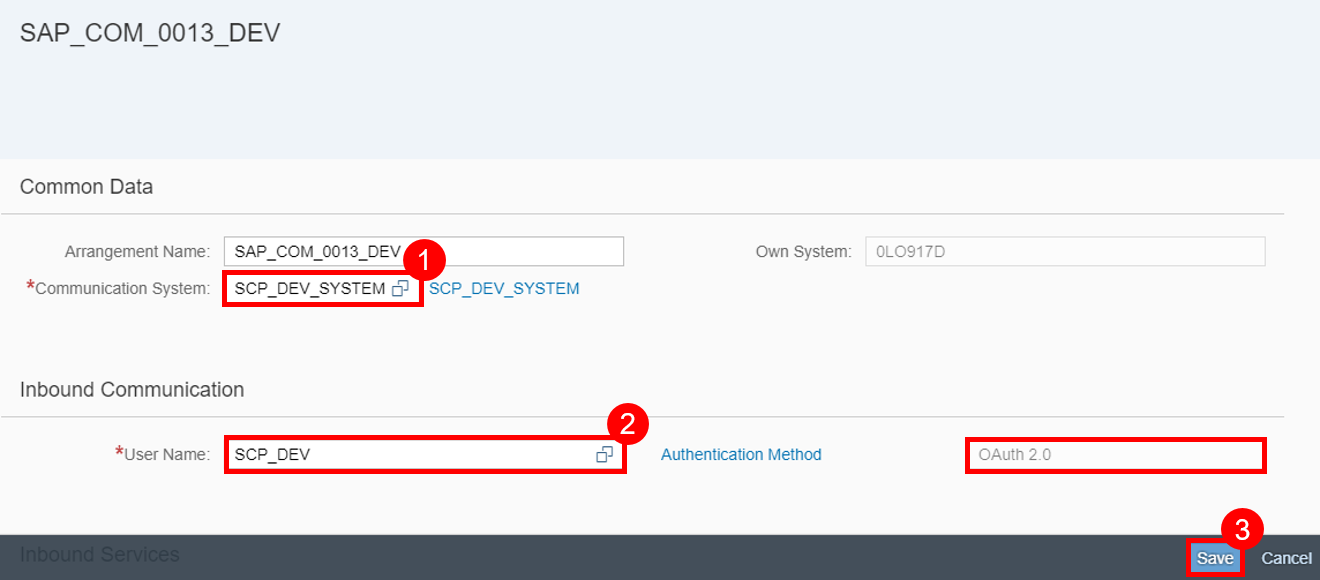 SAP_COM_0013_DEV
Common Data
Arrangement Name: SAP_COM_0013_DEV Own System: 0LO917D
1
*Communication System: SCP_DEV_SYSTEM SCP_DEV_SYSTEM
Inbound Communication
2
*User Name: SCP_DEV Authentication Method OAuth 2.0
3
Inbound Services Save Cancel